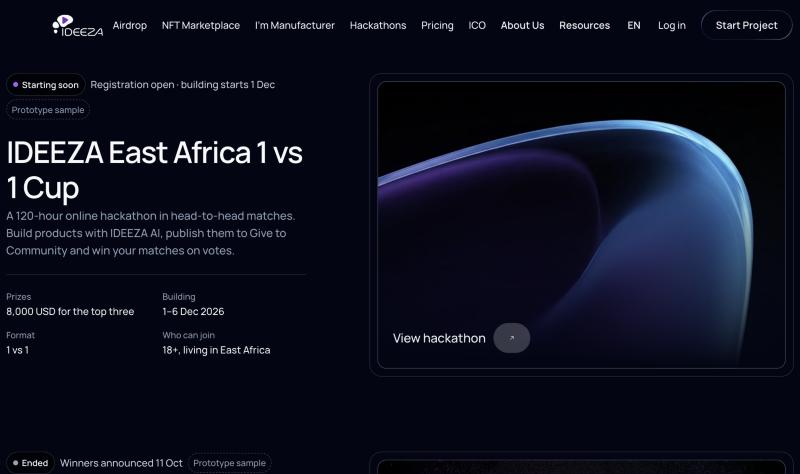 IDEEZA
Airdrop NFT Marketplace I'm Manufacturer Hackathons Pricing ICO About Us Resources EN Log in Start Project
Starting soon Registration open · building starts 1 Dec
Prototype sample
IDEEZA East Africa 1 vs
1 Cup
A 120-hour online hackathon in head-to-head matches.
Build products with IDEEZA AI, publish them to Give to
Community and win your matches on votes.
Prizes Building
8,000 USD for the top three 1–6 Dec 2026
Format Who can join
1 vs 1 18+, living in East Africa
View hackathon
Ended Winners announced 11 Oct Prototype sample